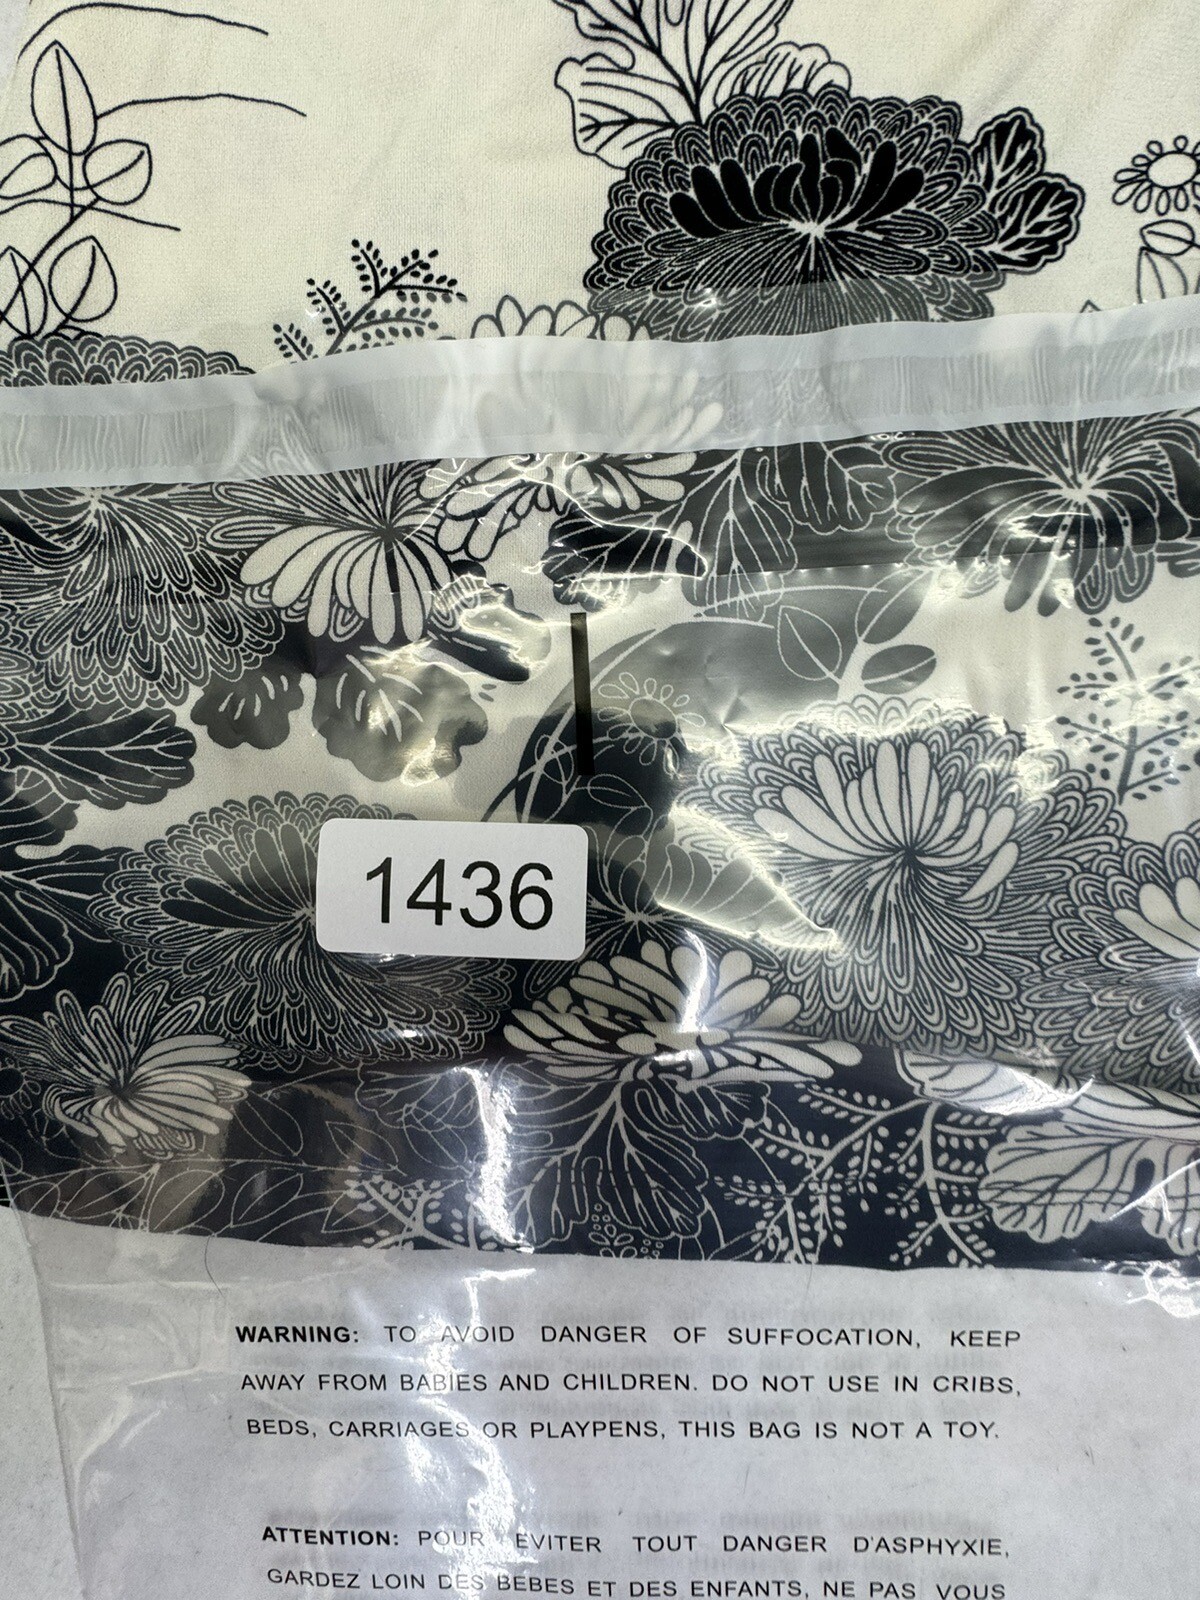 1436
WARNING: TO AVOID DANGER OF SUFFOCATION, KEEP
AWAY FROM BABIES AND CHILDREN. DO NOT USE IN CRIBS,
BEDS, CARRIAGES OR PLAYPENS, THIS BAG IS NOT A TOY.
ATTENTION: POUR EVITER TOUT DANGER D'ASPHYXIE,
GARDEZ LOIN DES BEBES ET DES ENFANTS, NE PAS VOUS